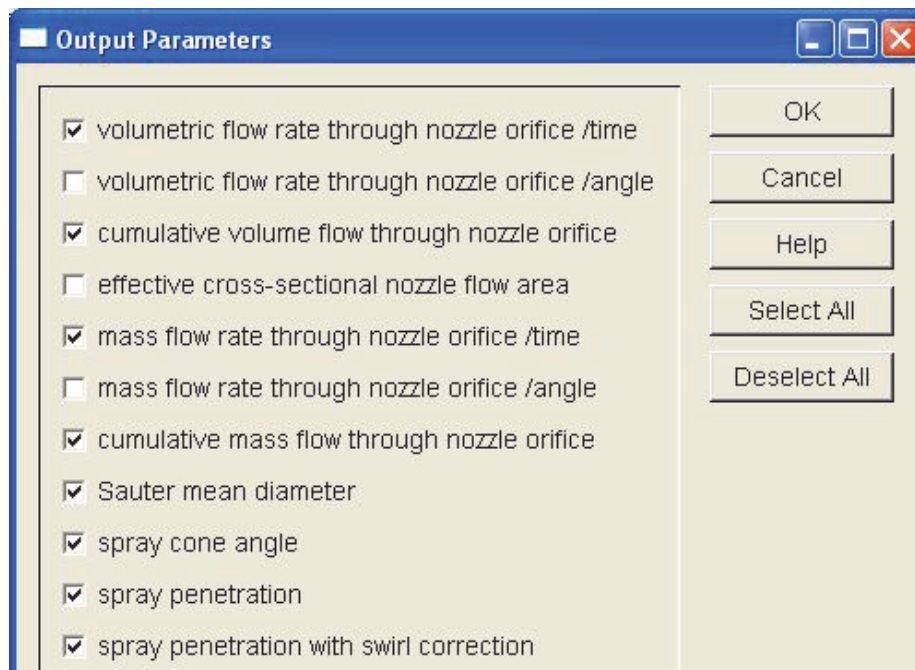 Output Parameters
volumetric flow rate through nozzle orifice /time
volumetric flow rate through nozzle orifice /angle
cumulative volume flow through nozzle orifice
effective cross-sectional nozzle flow area
mass flow rate through nozzle orifice /time
mass flow rate through nozzle orifice /angle
cumulative mass flow through nozzle orifice
Sauter mean diameter
spray cone angle
spray penetration
spray penetration with swirl correction
OK
Cancel
Help
Select All
Deselect All